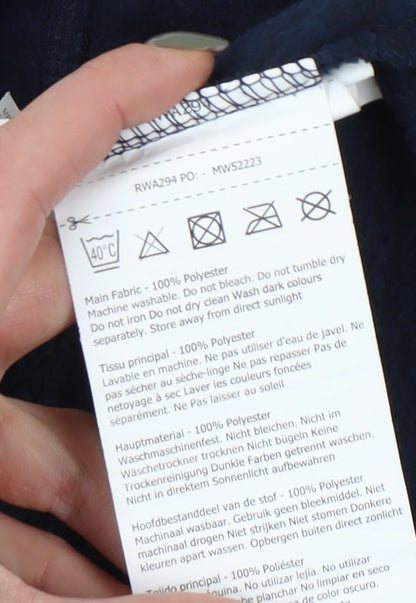 RWA294 PO: - MW52223
40°C
Main Fabric - 100% Polyester
Machine washable. Do not bleach. Do not tumble dry
Do not iron Do not dry clean Wash dark colours
separately. Store away from direct sunlight
Tissu principal - 100% Polyester
Lavable en machine. Ne pas utiliser d'eau de javel. Ne
pas sécher au sèche-linge Ne pas repasser Pas de
netoyage à sec Laver les couleurs foncées
séparément. Ne Pas laisser au soleil
Hauptmaterial - 100% Polyester
Waschmaschinenfest. Nicht bleichen. Nicht im
Wäschetrockner trocknen Nicht bügeln Keine
Trockenreinigung Dunkle Farben getrennt waschen.
Nicht in direktem Sonnenlicht aufbewahren
Hoofdbestanddeel van de stof - 100% Polyester
Machinaal wasbaar. Gebruik geen bleekmiddel. Niet
machinaal drogen Niet strijken Niet stomen Donkere
kleuren apart wassen. Opbergen buiten direct zonlicht
Tejido principal - 100% Poliéster
quina. No utilizar lejía. No utilizar
be planchar No limpiar en seco
de color oscuro.